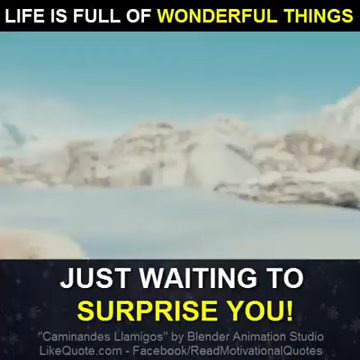 LIFE IS FULL OF WONDERFUL THINGS
JUST WAITING TO
SURPRISE YOU!
"Caminandes Llamigos" by Blender Animation Studio
LikeQuote.com - Facebook/ReadMotivationalQuotes